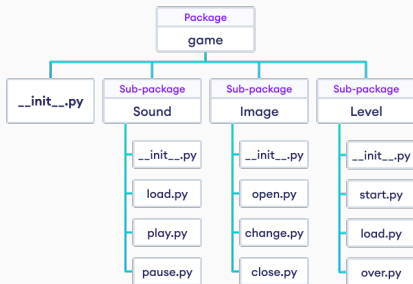 Package
game
__init__.py
Sub-package
Sound
Sub-package
Image
Sub-package
Level
__init__.py
load.py
play.py
pause.py
__init__.py
open.py
change.py
close.py
__init__.py
start.py
load.py
over.py